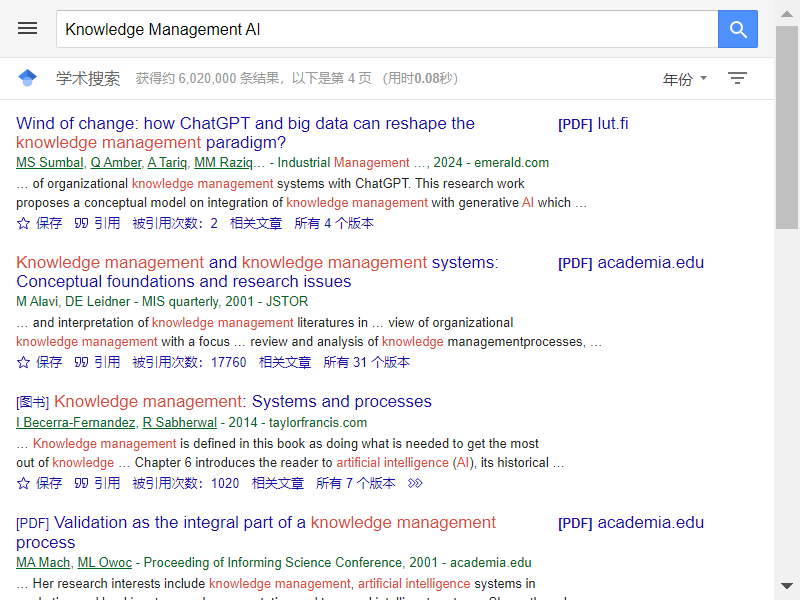 Knowledge Management AI
学术搜索 获得约 6,020,000 条结果，以下是第 4 页 （用时0.08秒） 年份
Wind of change: how ChatGPT and big data can reshape the
knowledge management paradigm?
[PDF] lut.fi
MS Sumbal, Q Amber, A Tariq, MM Raziq… - Industrial Management …, 2024 - emerald.com
… of organizational knowledge management systems with ChatGPT. This research work
proposes a conceptual model on integration of knowledge management with generative AI which …
保存 引用 被引用次数：2 相关文章 所有 4 个版本
Knowledge management and knowledge management systems:
Conceptual foundations and research issues
[PDF] academia.edu
M Alavi, DE Leidner - MIS quarterly, 2001 - JSTOR
… and interpretation of knowledge management literatures in … view of organizational
knowledge management with a focus … review and analysis of knowledge managementprocesses, …
保存 引用 被引用次数：17760 相关文章 所有 31 个版本
[图书] Knowledge management: Systems and processes
I Becerra-Fernandez, R Sabherwal - 2014 - taylorfrancis.com
… Knowledge management is defined in this book as doing what is needed to get the most
out of knowledge … Chapter 6 introduces the reader to artificial intelligence (AI), its historical …
保存 引用 被引用次数：1020 相关文章 所有 7 个版本
[PDF] Validation as the integral part of a knowledge management
process
[PDF] academia.edu
MA Mach, ML Owoc - Proceeding of Informing Science Conference, 2001 - academia.edu
… Her research interests include knowledge management, artificial intelligence systems in